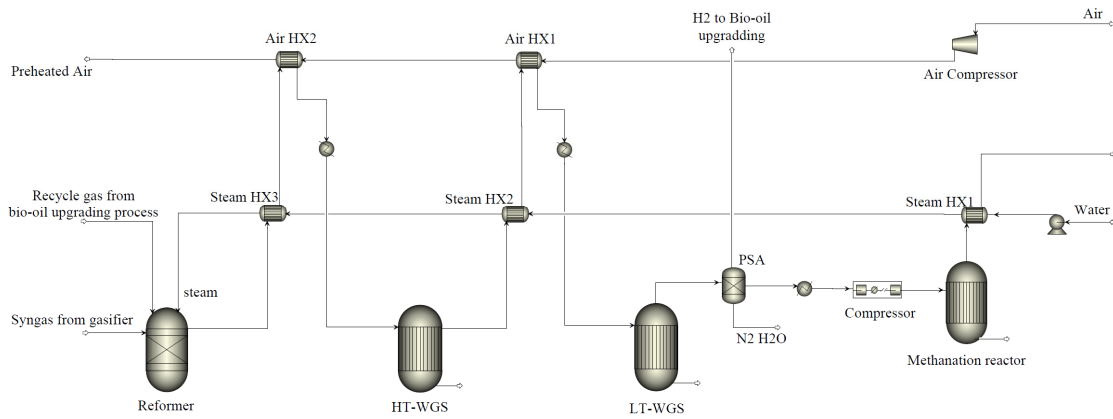 H2 to Bio-oil
upgradding
Air
Air HX2
Air HX1
Preheated Air
Air Compressor
Recycle gas from
bio-oil upgrading process
Steam HX3
Steam HX2
Steam HX1
Water
steam
PSA
Syngas from gasifier
Compressor
N2 H2O
Methanation reactor
Reformer
HT-WGS
LT-WGS